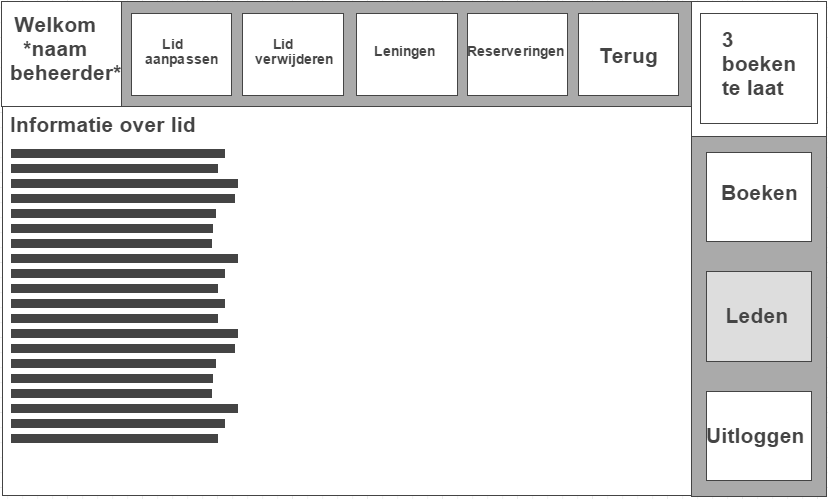 Welkom
*naam
beheerder*
Lid
aanpassen
Lid
verwijderen
Leningen
Reserveringen
Terug
3
boeken
te laat
Informatie over lid
Boeken
Leden
Uitloggen